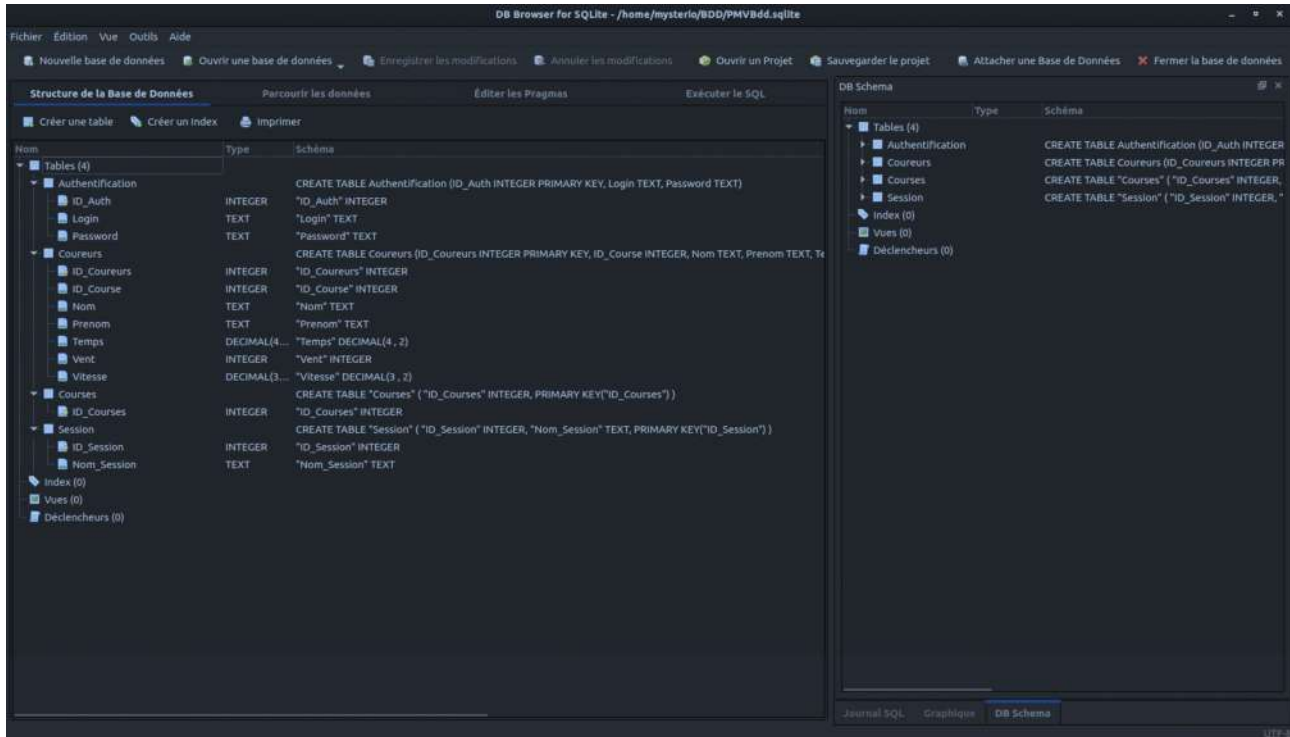 DB Browser for SQLite - /home/mysterio/BDD/PMVBdd.sqlite
Fichier Édition Vue Outils Aide
Nouvelle base de données Ouvrir une base de données Enregistrer les modifications Annuler les modifications Ouvrir un Projet Sauvegarder le projet Attacher une Base de Données Fermer la base de données
Structure de la Base de Données Parcourir les données Éditer les Pragmas Exécuter le SQL
Créer une table Créer un Index Imprimer
Nom Type Schéma
Tables (4)
Authentification CREATE TABLE Authentification (ID_Auth INTEGER PRIMARY KEY, Login TEXT, Password TEXT)
ID_Auth INTEGER "ID_Auth" INTEGER
Login TEXT "Login" TEXT
Password TEXT "Password" TEXT
Coureurs CREATE TABLE Coureurs (ID_Coureurs INTEGER PRIMARY KEY, ID_Course INTEGER, Nom TEXT, Prenom TEXT, Te
ID_Coureurs INTEGER "ID_Coureurs" INTEGER
ID_Course INTEGER "ID_Course" INTEGER
Nom TEXT "Nom" TEXT
Prenom TEXT "Prenom" TEXT
Temps DECIMAL(4... "Temps" DECIMAL(4 , 2)
Vent INTEGER "Vent" INTEGER
Vitesse DECIMAL(3... "Vitesse" DECIMAL(3 , 2)
Courses CREATE TABLE "Courses" ( "ID_Courses" INTEGER, PRIMARY KEY("ID_Courses") )
ID_Courses INTEGER "ID_Courses" INTEGER
Session CREATE TABLE "Session" ( "ID_Session" INTEGER, "Nom_Session" TEXT, PRIMARY KEY("ID_Session") )
ID_Session INTEGER "ID_Session" INTEGER
Nom_Session TEXT "Nom_Session" TEXT
Index (0)
Vues (0)
Déclencheurs (0)
DB Schema
Nom Type Schéma
Tables (4)
Authentification CREATE TABLE Authentification (ID_Auth INTEGER
Coureurs CREATE TABLE Coureurs (ID_Coureurs INTEGER PR
Courses CREATE TABLE "Courses" ( "ID_Courses" INTEGER,
Session CREATE TABLE "Session" ( "ID_Session" INTEGER, "
Index (0)
Vues (0)
Déclencheurs (0)
Journal SQL Graphique DB Schema
UTF-8